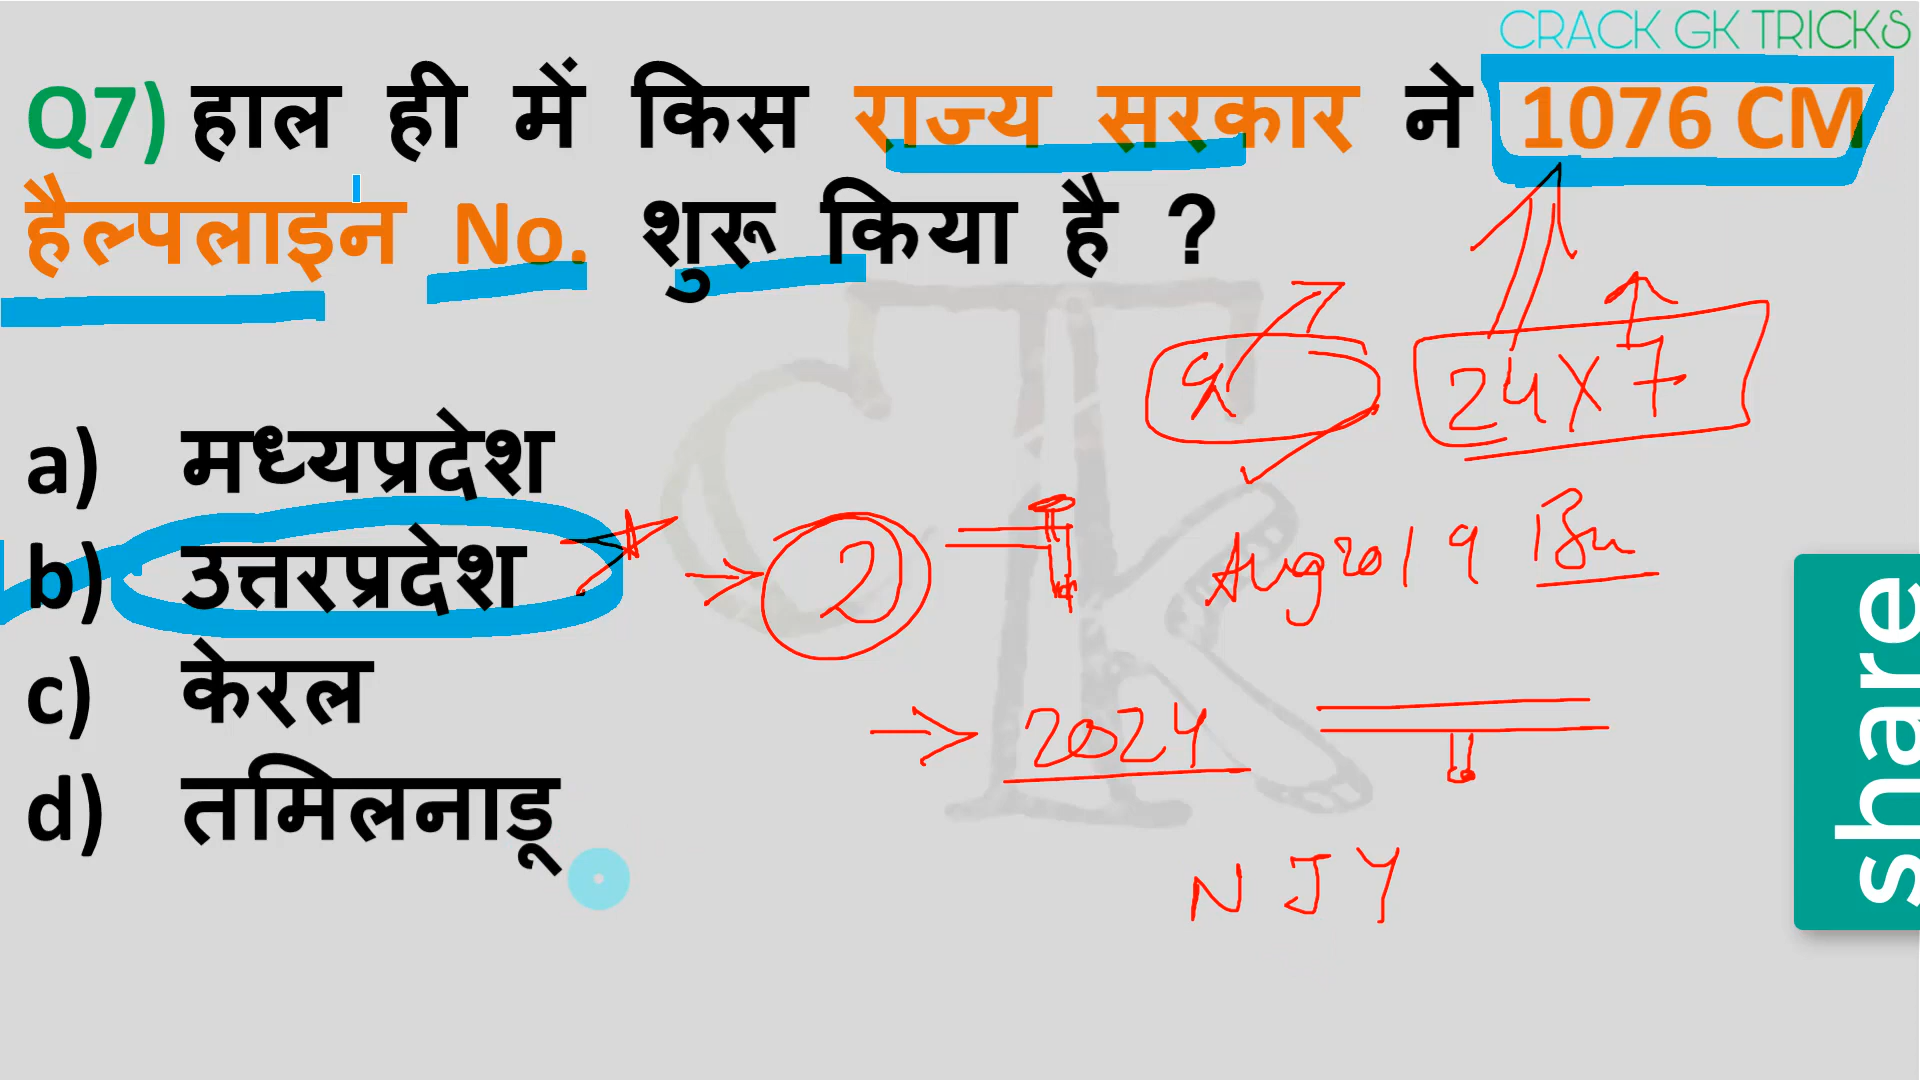 CRACK GK TRICKS
Q7) हाल ही में किस राज्य सरकार ने 1076 CM
हैल्पलाइन No. शुरू किया है ?
24x7
a) मध्यप्रदेश
b) उत्तरप्रदेश
2
Aug 2019
c) केरल
2024
d) तमिलनाडू
N J Y
share